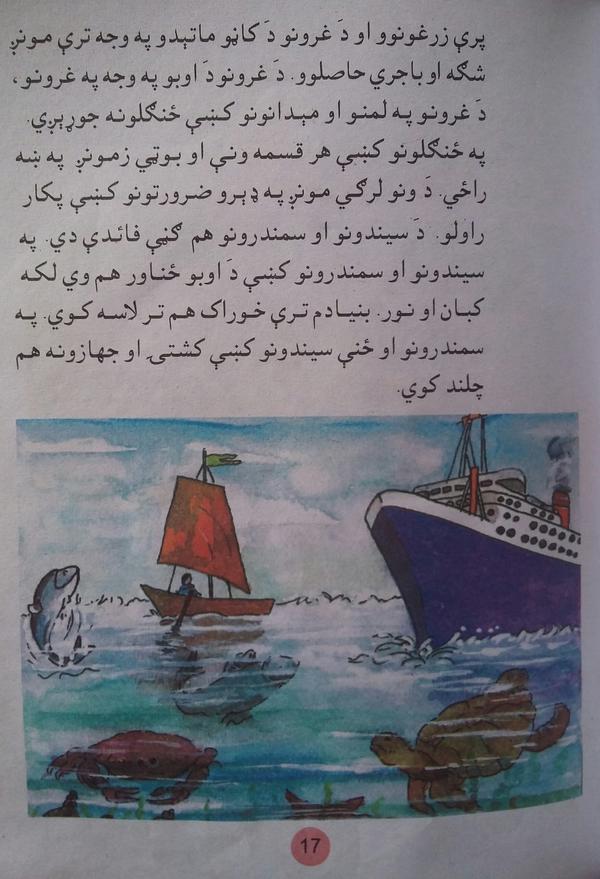 پرې زرغونوو او دَ غرونو دَ کاڼو ماتېدو په وجه ترې مونږ
شګه او باجري حاصلوو. دَ غرونو دَ اوبو په وجه په غرونو،
دَ غرونو په لمنو او مېدانونو کښې ځنګلونه جوړېږي.
په ځنګلونو کښې هر قسمه ونې او بوټي زمونږ په ښه
راځي. دَ ونو لرګي مونږ په ډېرو ضرورتونو کښې پکار
راولو. دَ سیندونو او سمندرونو هم ګڼې فائدې دي. په
سیندونو او سمندرونو کښې دَ اوبو ځناور هم وي لکه
کبان او نور. بنیادم ترې خوراک هم تر لاسه کوي. په
سمندرونو او ځنې سیندونو کښې کشتۍ او جهازونه هم
چلند کوي.
17